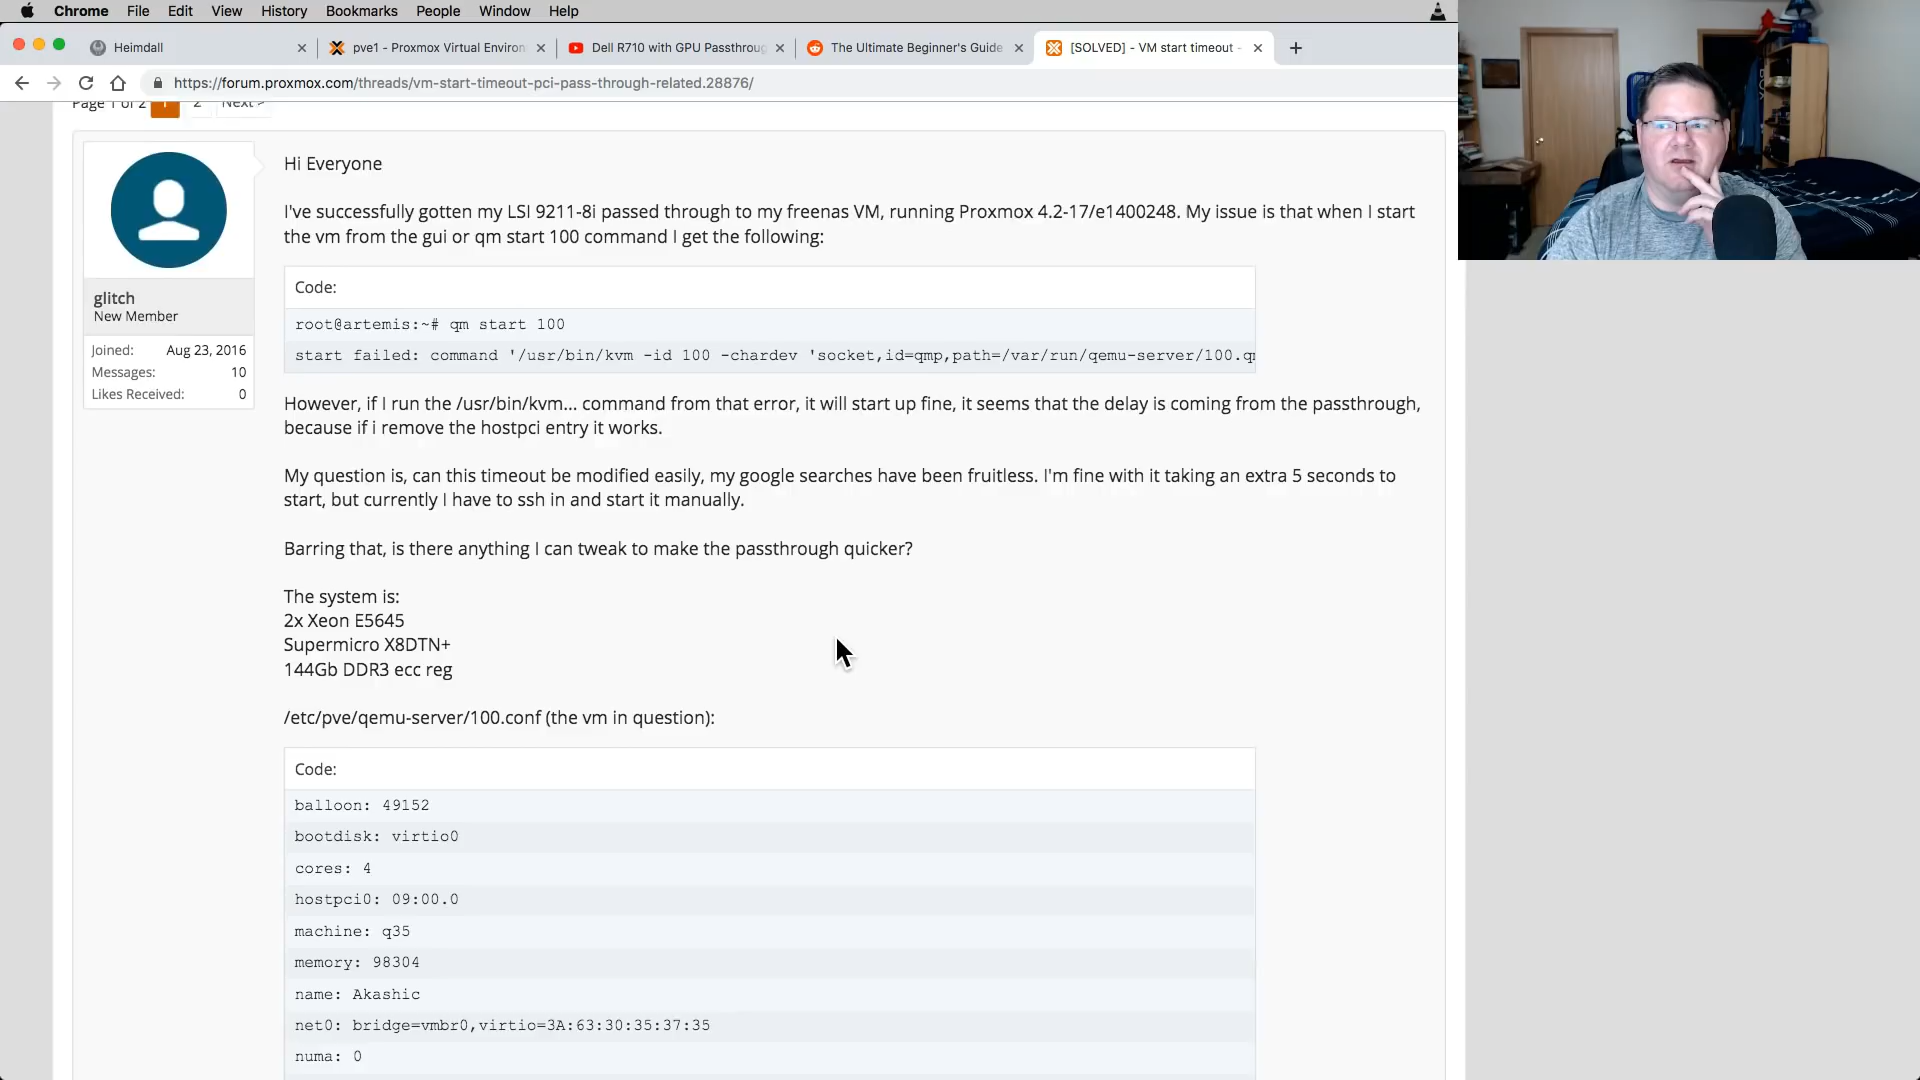 Chrome File Edit View History Bookmarks People Window Help
Heimdall
pve1 - Proxmox Virtual Environ
Dell R710 with GPU Passthroug
The Ultimate Beginner's Guide
[SOLVED] - VM start timeout -
https://forum.proxmox.com/threads/vm-start-timeout-pci-pass-through-related.28876/
Page 1 of 2 1 2 Next >
Hi Everyone
I've successfully gotten my LSI 9211-8i passed through to my freenas VM, running Proxmox 4.2-17/e1400248. My issue is that when I start
the vm from the gui or qm start 100 command I get the following:
Code:
root@artemis:~# qm start 100
start failed: command '/usr/bin/kvm -id 100 -chardev 'socket,id=qmp,path=/var/run/qemu-server/100.qm
glitch
New Member
Joined: Aug 23, 2016
Messages: 10
Likes Received: 0
However, if I run the /usr/bin/kvm... command from that error, it will start up fine, it seems that the delay is coming from the passthrough,
because if i remove the hostpci entry it works.
My question is, can this timeout be modified easily, my google searches have been fruitless. I'm fine with it taking an extra 5 seconds to
start, but currently I have to ssh in and start it manually.
Barring that, is there anything I can tweak to make the passthrough quicker?
The system is:
2x Xeon E5645
Supermicro X8DTN+
144Gb DDR3 ecc reg
/etc/pve/qemu-server/100.conf (the vm in question):
Code:
balloon: 49152
bootdisk: virtio0
cores: 4
hostpci0: 09:00.0
machine: q35
memory: 98304
name: Akashic
net0: bridge=vmbr0,virtio=3A:63:30:35:37:35
numa: 0